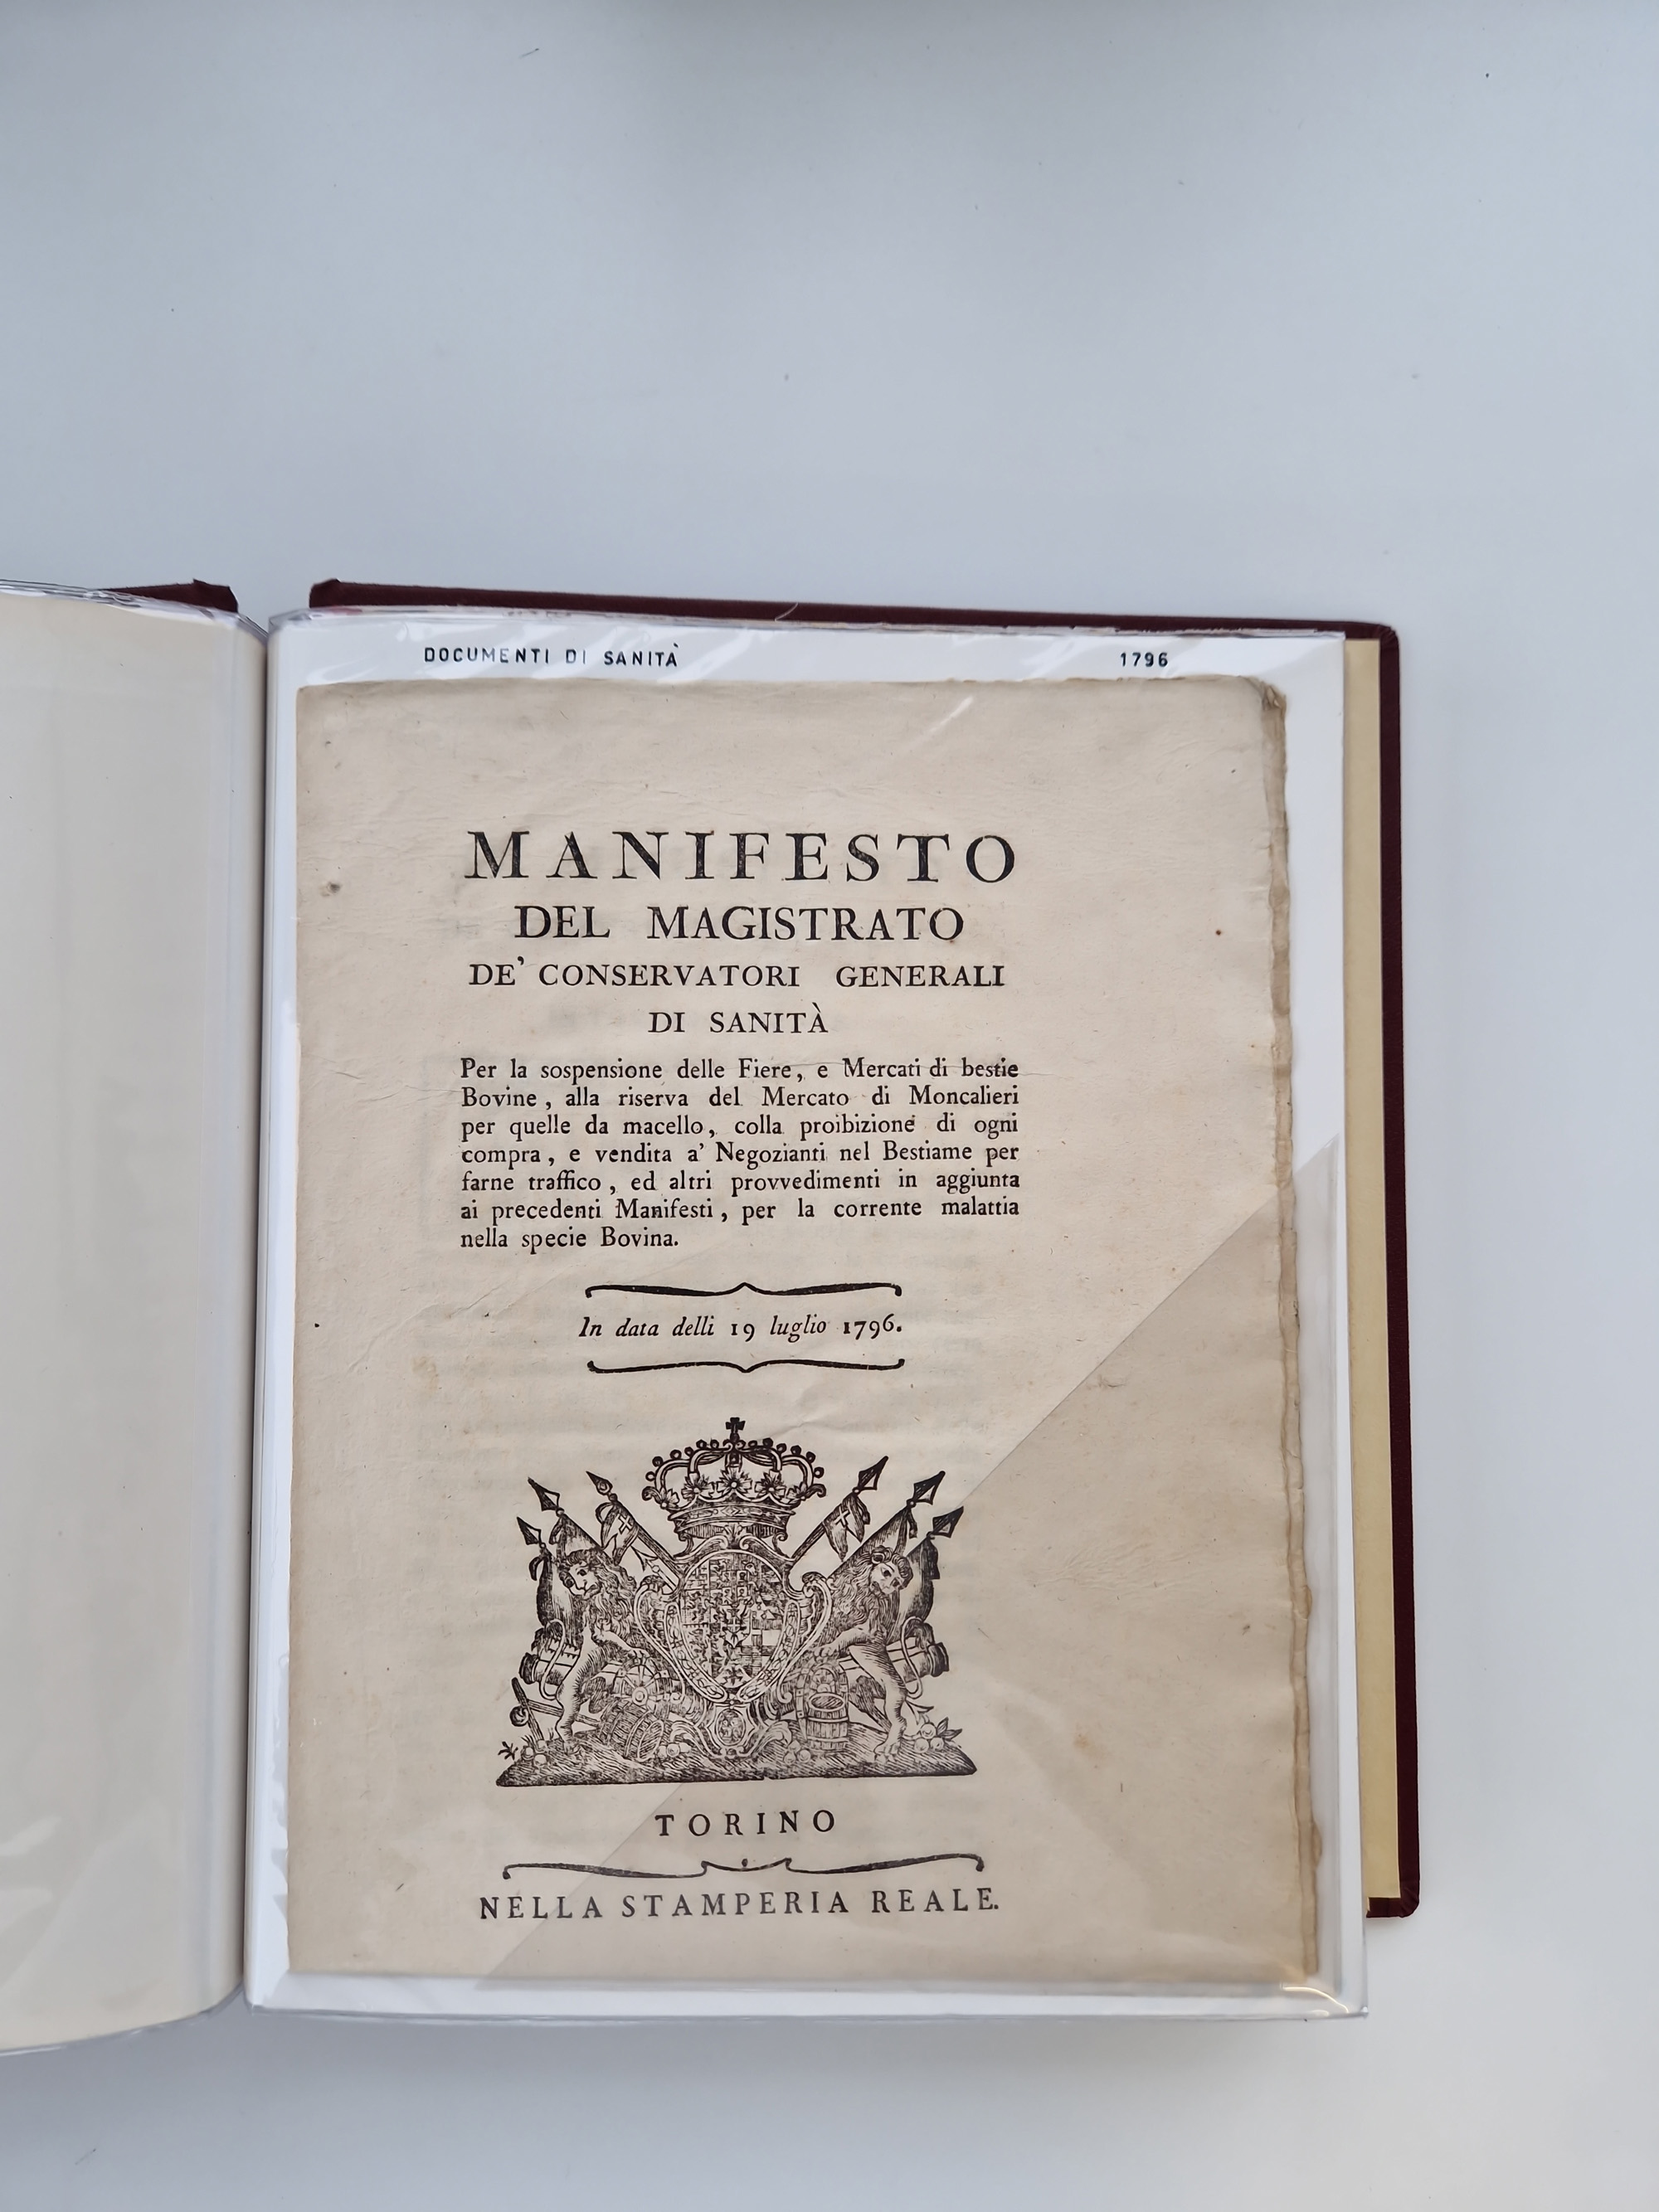 DOCUMENTI DI SANITÀ 1796
MANIFESTO
DEL MAGISTRATO
DE' CONSERVATORI GENERALI
DI SANITÀ
Per la sospensione delle Fiere, e Mercati di bestie
Bovine, alla riserva del Mercato di Moncalieri
per quelle da macello, colla proibizione di ogni
compra, e vendita a' Negozianti nel Bestiame per
farne traffico, ed altri provvedimenti in aggiunta
ai precedenti Manifesti, per la corrente malattia
nella specie Bovina.
In data delli 19 luglio 1796.
TORINO
NELLA STAMPERIA REALE.